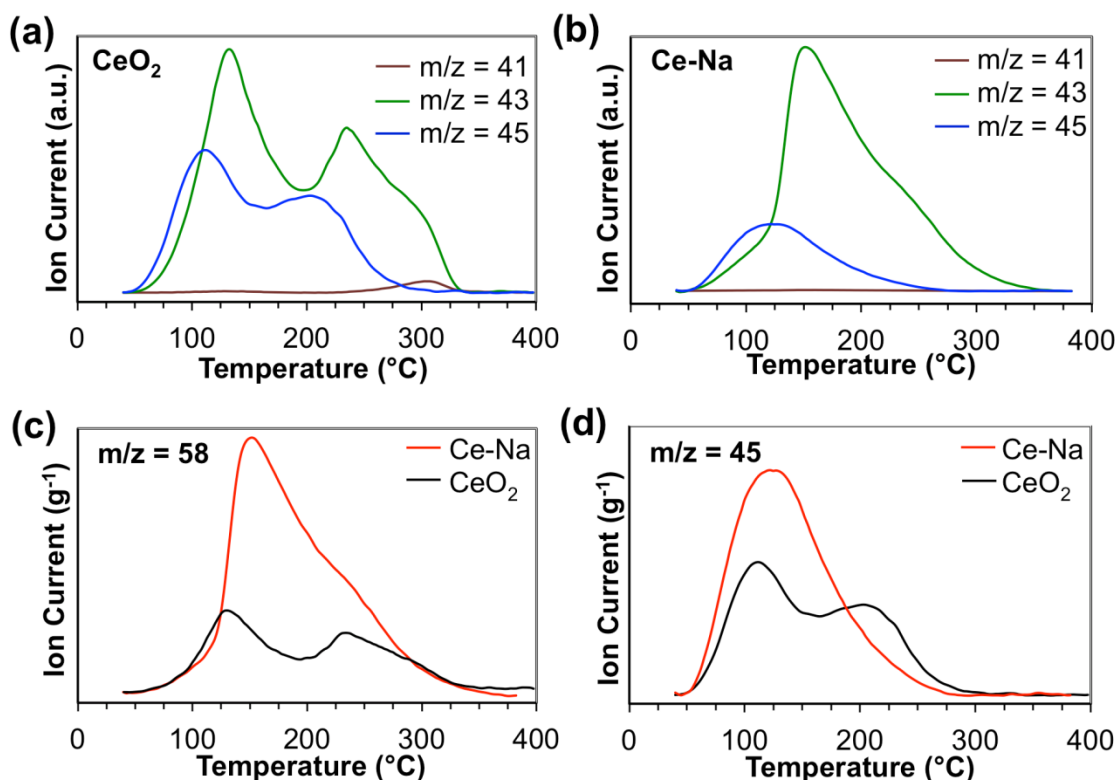 (a)
CeO₂
m/z = 41
m/z = 43
m/z = 45
Ion Current (a.u.)
0 100 200 300 400
Temperature (°C)
(b)
Ce-Na
m/z = 41
m/z = 43
m/z = 45
Ion Current (a.u.)
0 100 200 300 400
Temperature (°C)
(c)
m/z = 58
Ce-Na
CeO₂
Ion Current (g⁻¹)
0 100 200 300 400
Temperature (°C)
(d)
m/z = 45
Ce-Na
CeO₂
Ion Current (g⁻¹)
0 100 200 300 400
Temperature (°C)